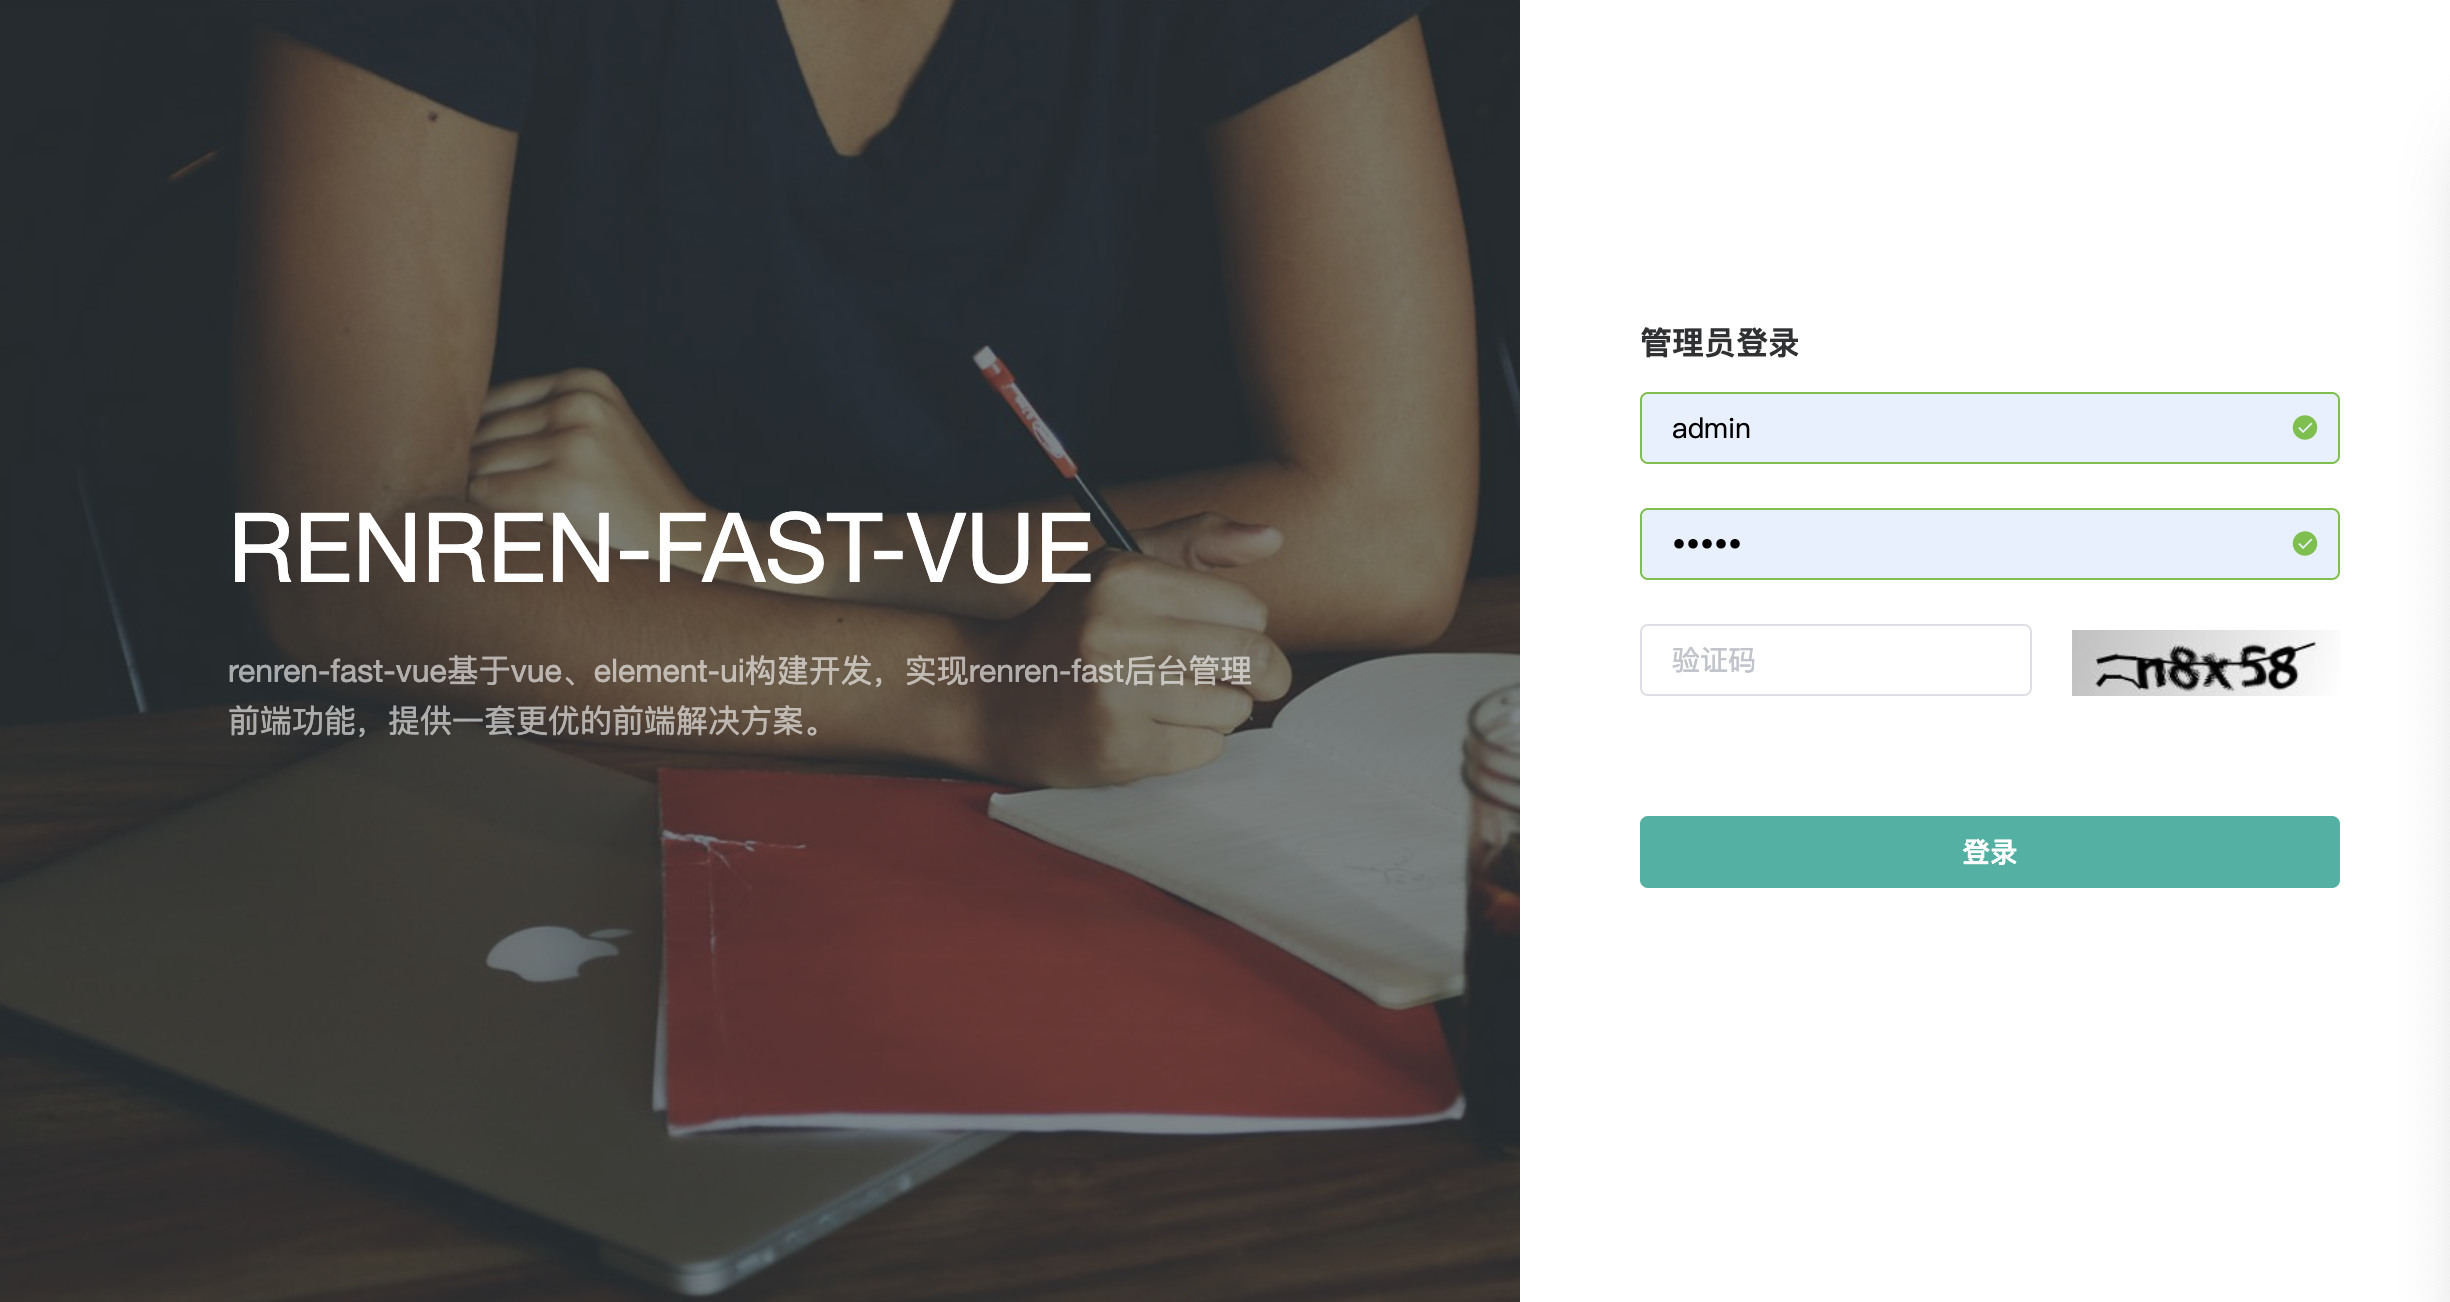 RENREN-FAST-VUE
renren-fast-vue基于vue、element-ui构建开发，实现renren-fast后台管理
前端功能，提供一套更优的前端解决方案。
管理员登录
admin
•••••
验证码
登录